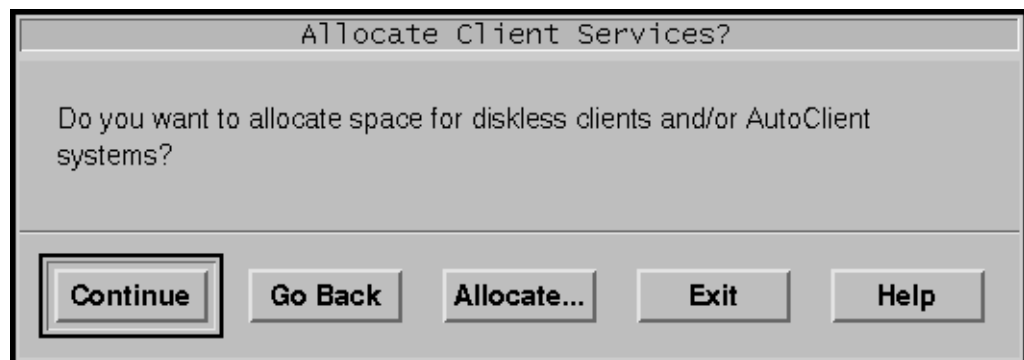 Allocate Client Services?
Do you want to allocate space for diskless clients and/or AutoClient
systems?
Continue Go Back Allocate... Exit Help